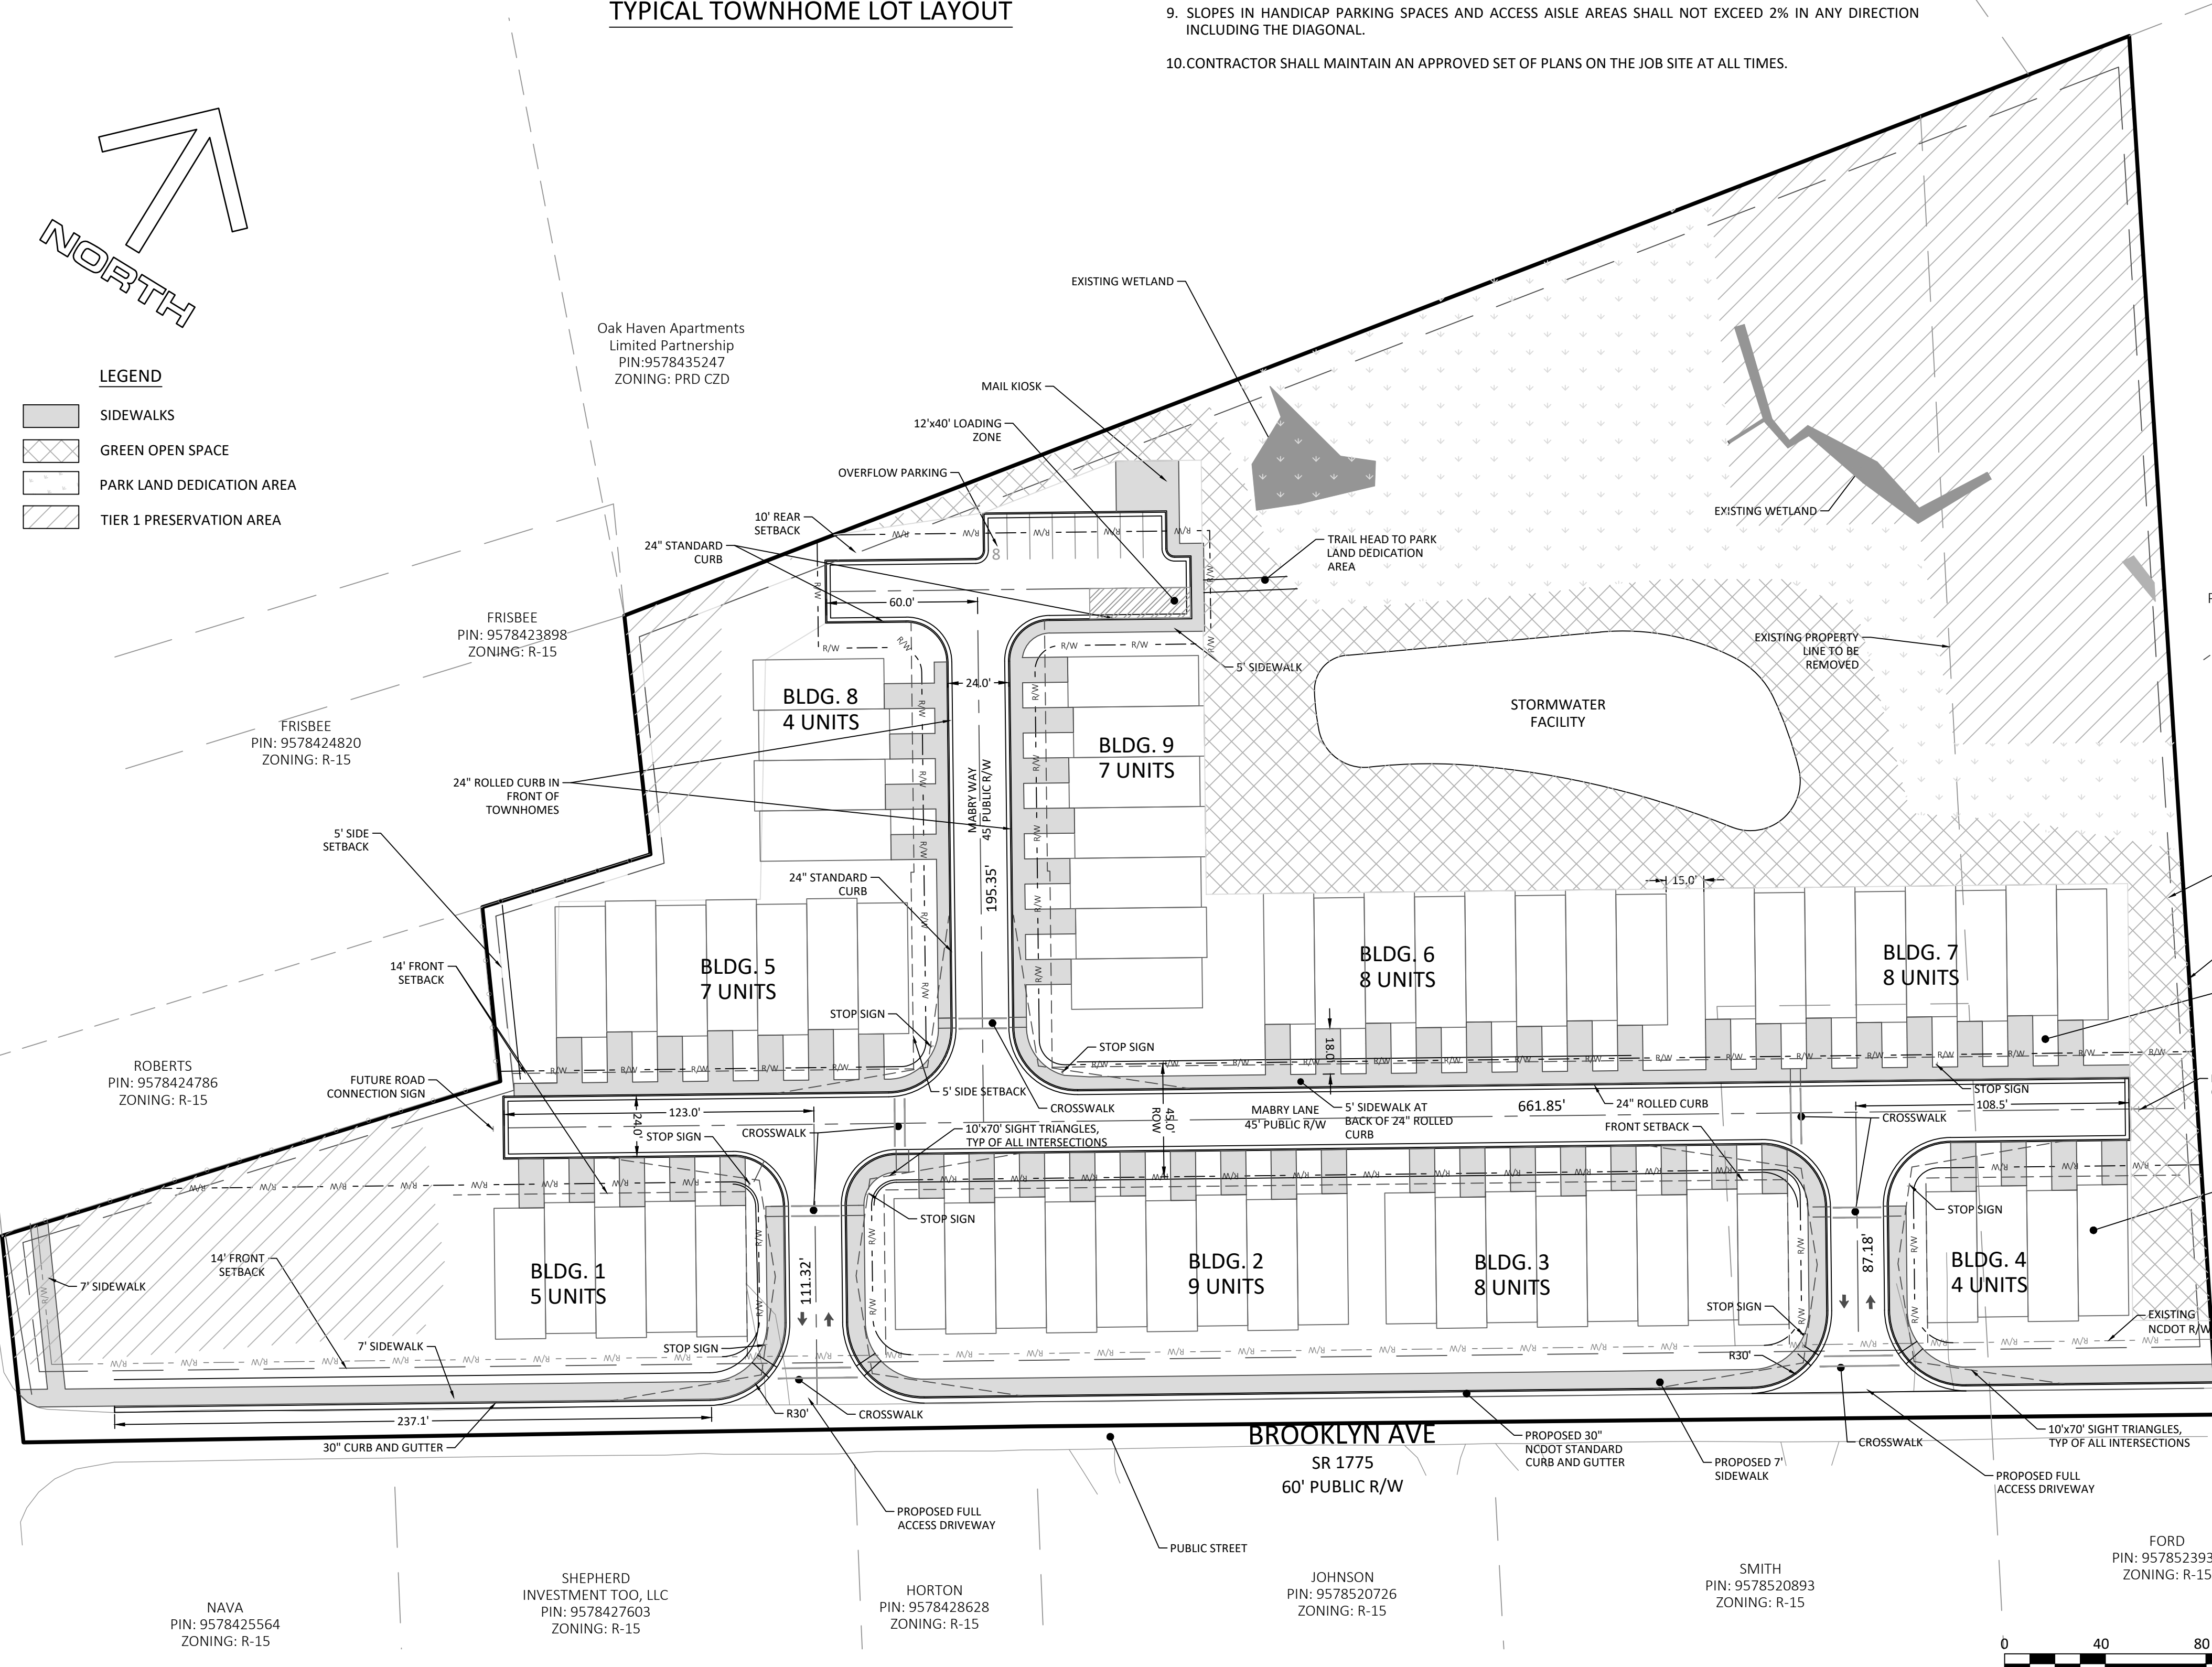 TYPICAL TOWNHOME LOT LAYOUT
9. SLOPES IN HANDICAP PARKING SPACES AND ACCESS AISLE AREAS SHALL NOT EXCEED 2% IN ANY DIRECTION
INCLUDING THE DIAGONAL.
10.CONTRACTOR SHALL MAINTAIN AN APPROVED SET OF PLANS ON THE JOB SITE AT ALL TIMES.
NORTH
LEGEND
SIDEWALKS
GREEN OPEN SPACE
PARK LAND DEDICATION AREA
TIER 1 PRESERVATION AREA
Oak Haven Apartments
Limited Partnership
PIN:9578435247
ZONING: PRD CZD
EXISTING WETLAND
MAIL KIOSK
12'x40' LOADING
ZONE
OVERFLOW PARKING
10' REAR
SETBACK
24" STANDARD
CURB
8
R/W
60.0'
TRAIL HEAD TO PARK
LAND DEDICATION
AREA
EXISTING WETLAND
FRISBEE
PIN: 9578423898
ZONING: R-15
FRISBEE
PIN: 9578424820
ZONING: R-15
5' SIDEWALK
EXISTING PROPERTY
LINE TO BE
REMOVED
STORMWATER
FACILITY
24.0'
BLDG. 8
4 UNITS
BLDG. 9
7 UNITS
MABRY WAY
45' PUBLIC R/W
195.35'
24" ROLLED CURB IN
FRONT OF
TOWNHOMES
5' SIDE
SETBACK
24" STANDARD
CURB
15.0'
14' FRONT
SETBACK
BLDG. 5
7 UNITS
BLDG. 6
8 UNITS
BLDG. 7
8 UNITS
STOP SIGN
STOP SIGN
18.0'
ROBERTS
PIN: 9578424786
ZONING: R-15
FUTURE ROAD
CONNECTION SIGN
5' SIDE SETBACK
CROSSWALK
123.0'
24.0'
STOP SIGN
CROSSWALK
10'x70' SIGHT TRIANGLES,
TYP OF ALL INTERSECTIONS
45.0'
ROW
MABRY LANE
45' PUBLIC R/W
5' SIDEWALK AT
BACK OF 24" ROLLED
CURB
661.85'
24" ROLLED CURB
FRONT SETBACK
STOP SIGN
108.5'
CROSSWALK
STOP SIGN
STOP SIGN
14' FRONT
SETBACK
7' SIDEWALK
BLDG. 1
5 UNITS
111.32'
BLDG. 2
9 UNITS
BLDG. 3
8 UNITS
87.18'
BLDG. 4
4 UNITS
STOP SIGN
EXISTING
NCDOT R/W
7' SIDEWALK
STOP SIGN
R30'
237.1'
R30'
CROSSWALK
30" CURB AND GUTTER
BROOKLYN AVE
SR 1775
60' PUBLIC R/W
PROPOSED 30"
NCDOT STANDARD
CURB AND GUTTER
PROPOSED 7'
SIDEWALK
CROSSWALK
10'x70' SIGHT TRIANGLES,
TYP OF ALL INTERSECTIONS
PROPOSED FULL
ACCESS DRIVEWAY
PROPOSED FULL
ACCESS DRIVEWAY
PUBLIC STREET
NAVA
PIN: 9578425564
ZONING: R-15
SHEPHERD
INVESTMENT TOO, LLC
PIN: 9578427603
ZONING: R-15
HORTON
PIN: 9578428628
ZONING: R-15
JOHNSON
PIN: 9578520726
ZONING: R-15
SMITH
PIN: 9578520893
ZONING: R-15
FORD
PIN: 957852393
ZONING: R-15
0 40 80